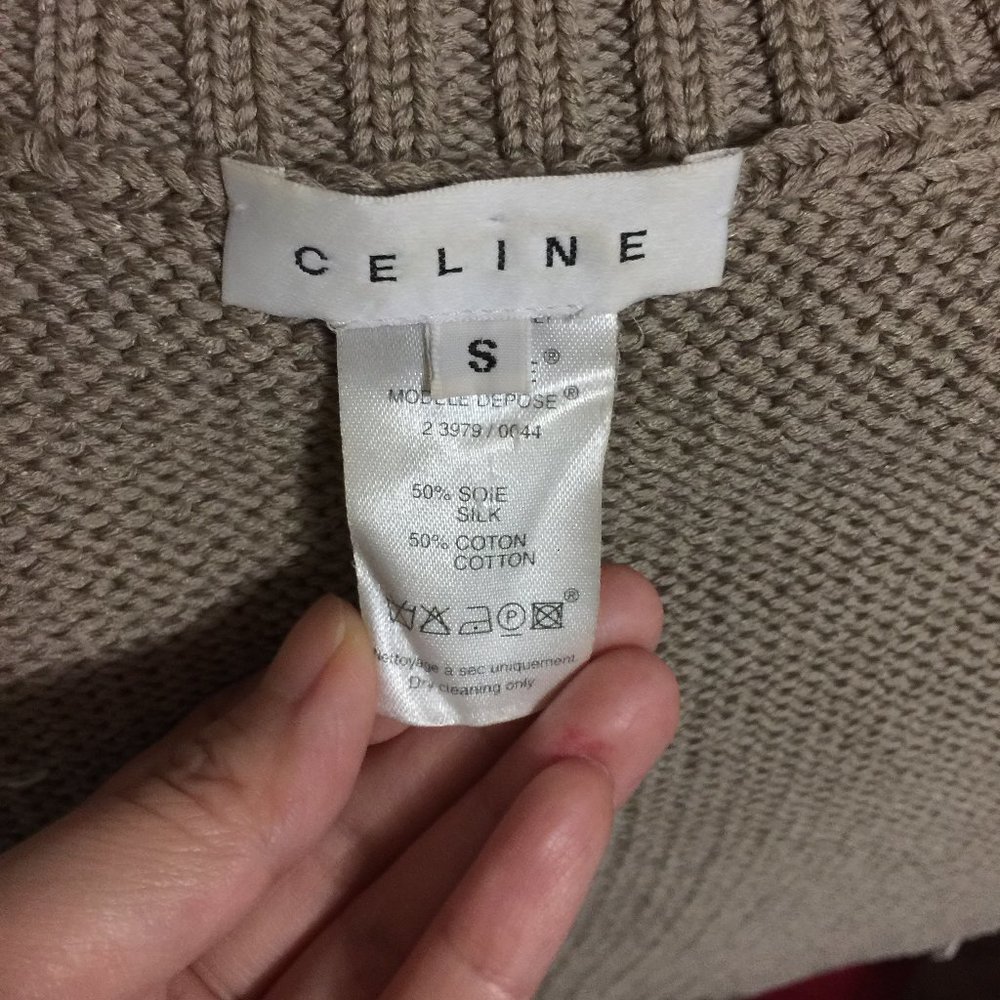 CELINE
S
®
MODELE DEPOSE ®
2 3979 / 0044
50% SOIE
SILK
50% COTON
COTTON
P
®
Nettoyage à sec uniquement
Dry cleaning only